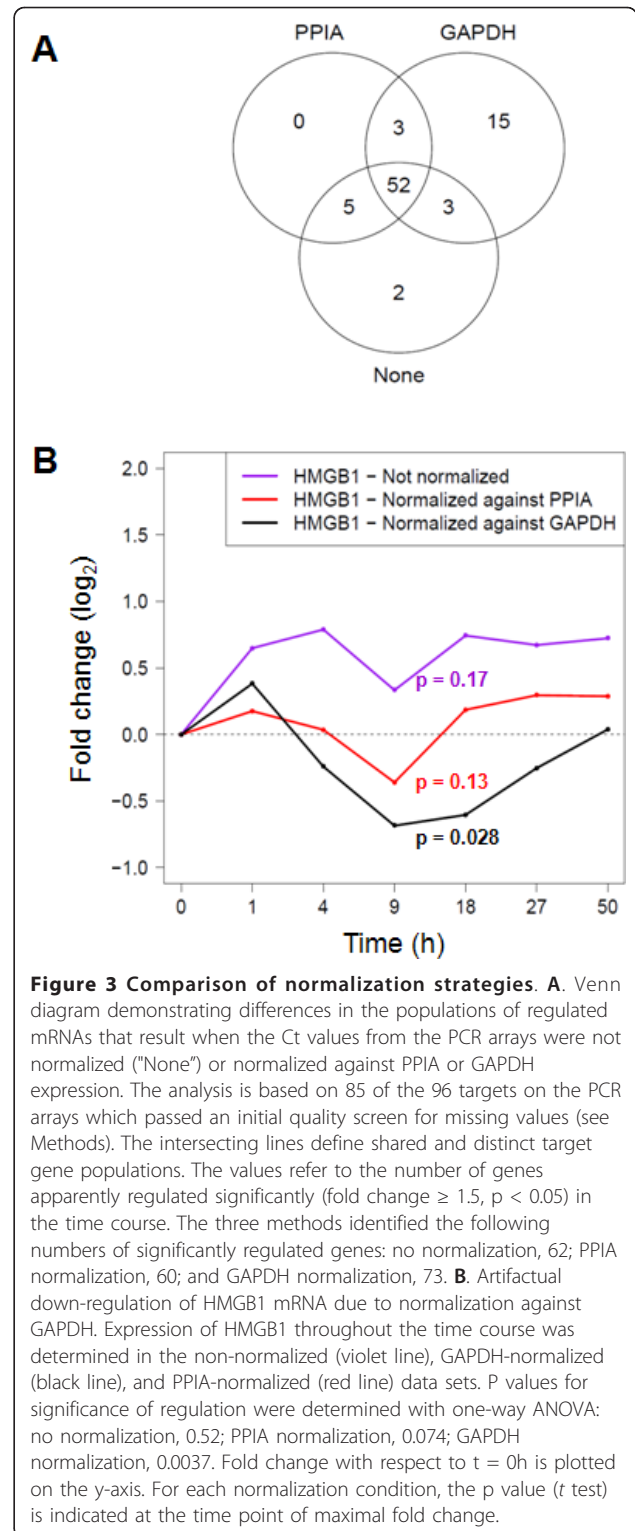 A
PPIA GAPDH
0 3 15
52
5 3
2
None
B
HMGB1 − Not normalized
HMGB1 − Normalized against PPIA
HMGB1 − Normalized against GAPDH
Fold change (log2)
2.0
1.5
1.0
0.5
0.0
−0.5
−1.0
p = 0.17
p = 0.13
p = 0.028
0 1 4 9 18 27 50
Time (h)
Figure 3 Comparison of normalization strategies. A. Venn
diagram demonstrating differences in the populations of regulated
mRNAs that result when the Ct values from the PCR arrays were not
normalized ("None") or normalized against PPIA or GAPDH
expression. The analysis is based on 85 of the 96 targets on the PCR
arrays which passed an initial quality screen for missing values (see
Methods). The intersecting lines define shared and distinct target
gene populations. The values refer to the number of genes
apparently regulated significantly (fold change ≥ 1.5, p < 0.05) in
the time course. The three methods identified the following
numbers of significantly regulated genes: no normalization, 62; PPIA
normalization, 60; and GAPDH normalization, 73. B. Artifactual
down-regulation of HMGB1 mRNA due to normalization against
GAPDH. Expression of HMGB1 throughout the time course was
determined in the non-normalized (violet line), GAPDH-normalized
(black line), and PPIA-normalized (red line) data sets. P values for
significance of regulation were determined with one-way ANOVA:
no normalization, 0.52; PPIA normalization, 0.074; GAPDH
normalization, 0.0037. Fold change with respect to t = 0h is plotted
on the y-axis. For each normalization condition, the p value (t test)
is indicated at the time point of maximal fold change.